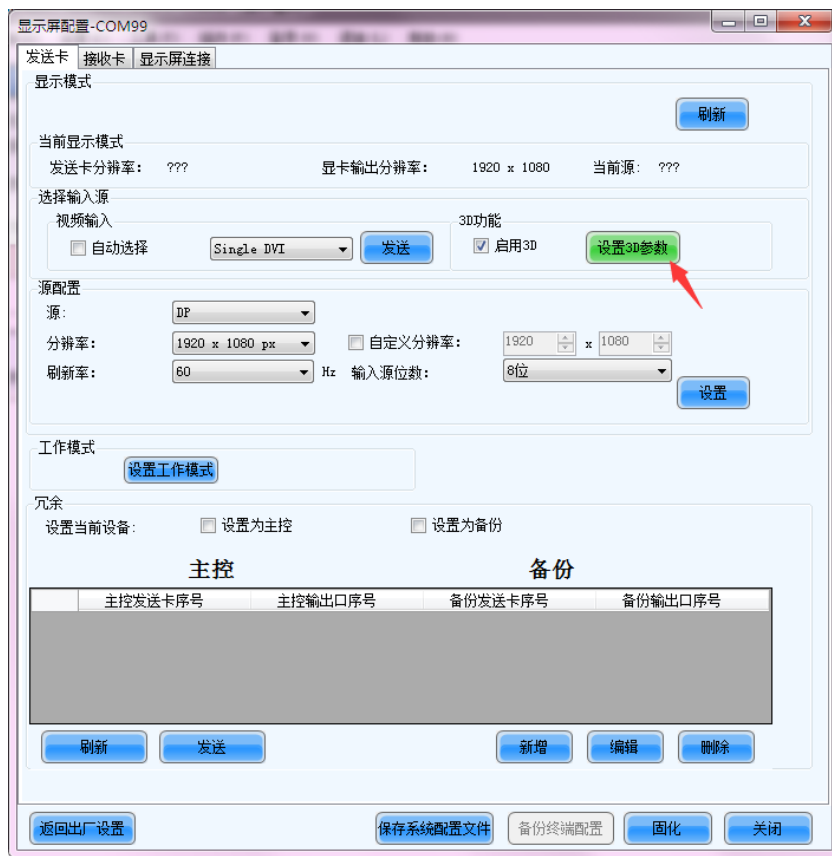 显示屏配置-COM99
发送卡 接收卡 显示屏连接
显示模式
刷新
当前显示模式
发送卡分辨率： ??? 显卡输出分辨率： 1920 x 1080 当前源： ???
选择输入源
视频输入 3D功能
自动选择 Single DVI 发送 启用3D 设置3D参数
源配置
源： DP
分辨率： 1920 x 1080 px 自定义分辨率： 1920 x 1080
刷新率： 60 Hz 输入源位数： 8位
设置
工作模式
设置工作模式
冗余
设置当前设备： 设置为主控 设置为备份
主控 备份
主控发送卡序号 主控输出口序号 备份发送卡序号 备份输出口序号
刷新 发送 新增 编辑 删除
返回出厂设置 保存系统配置文件 备份终端配置 固化 关闭